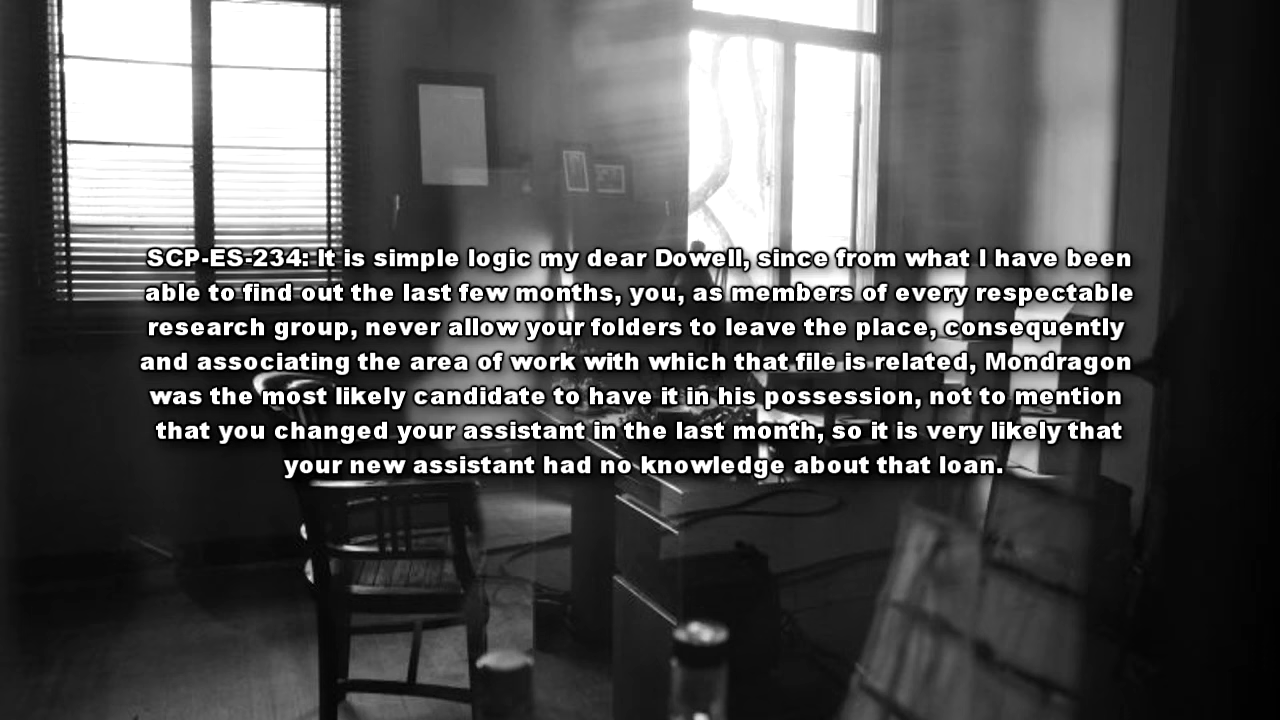 SCP-ES-234: It is simple logic my dear Dowell, since from what I have been
able to find out the last few months, you, as members of every respectable
research group, never allow your folders to leave the place, consequently
and associating the area of work with which that file is related, Mondragon
was the most likely candidate to have it in his possession, not to mention
that you changed your assistant in the last month, so it is very likely that
your new assistant had no knowledge about that loan.